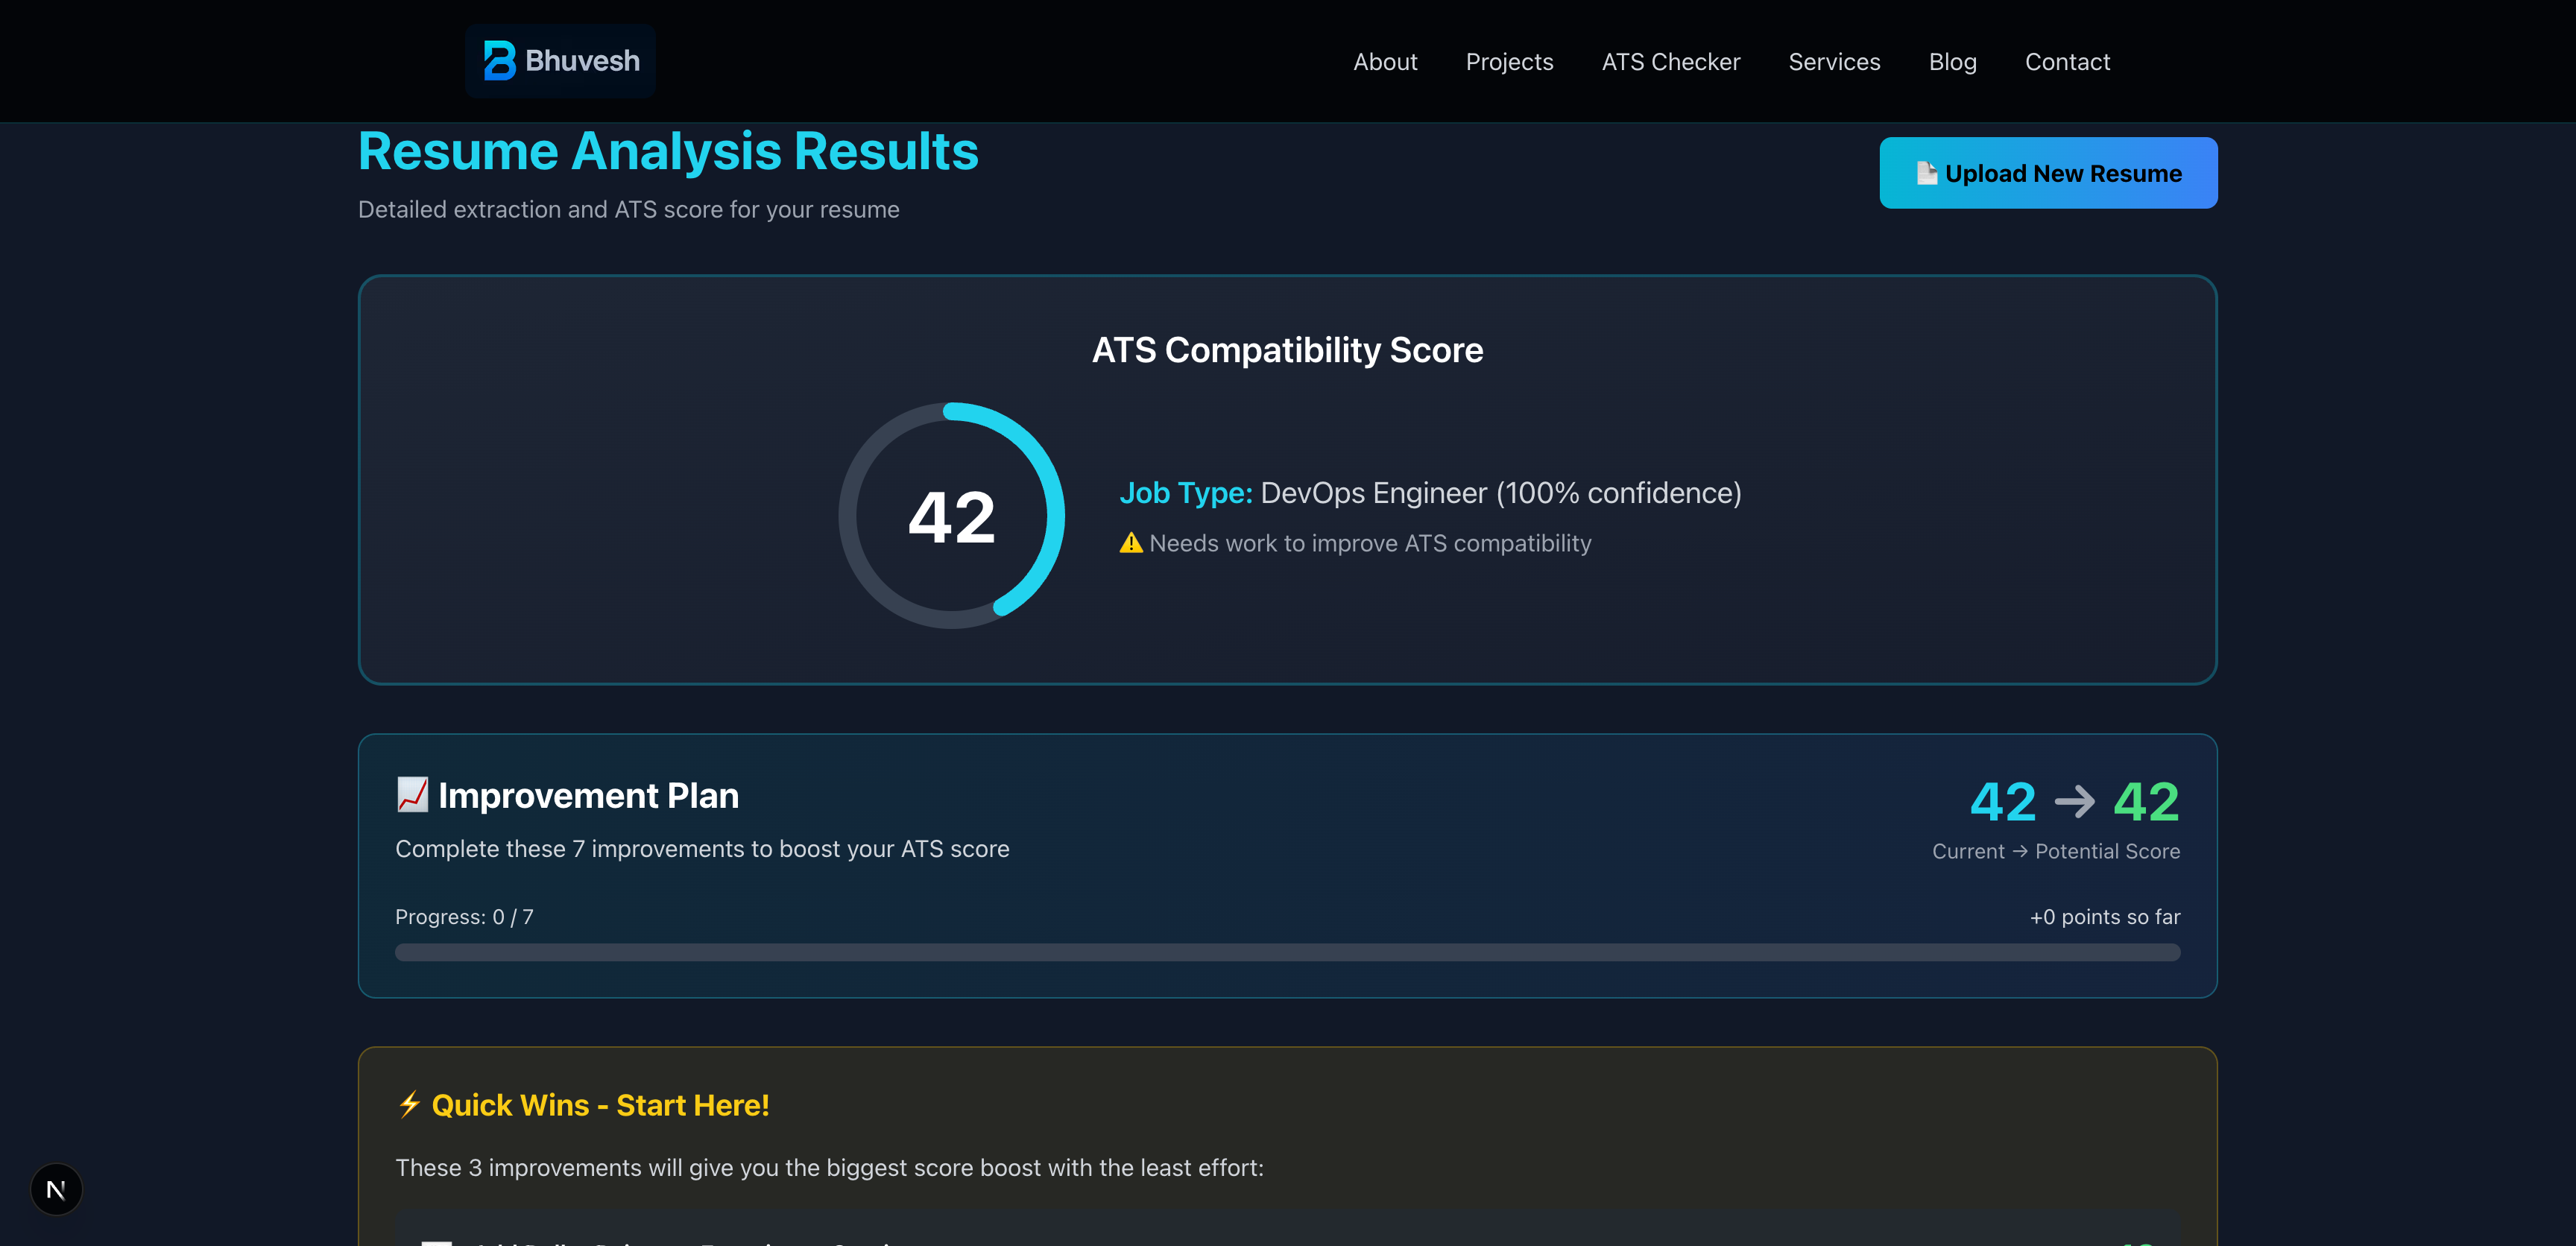 Bhuvesh
About Projects ATS Checker Services Blog Contact
Resume Analysis Results
Upload New Resume
Detailed extraction and ATS score for your resume
ATS Compatibility Score
42
Job Type: DevOps Engineer (100% confidence)
Needs work to improve ATS compatibility
Improvement Plan
42 → 42
Complete these 7 improvements to boost your ATS score
Current → Potential Score
Progress: 0 / 7
+0 points so far
Quick Wins - Start Here!
These 3 improvements will give you the biggest score boost with the least effort:
N